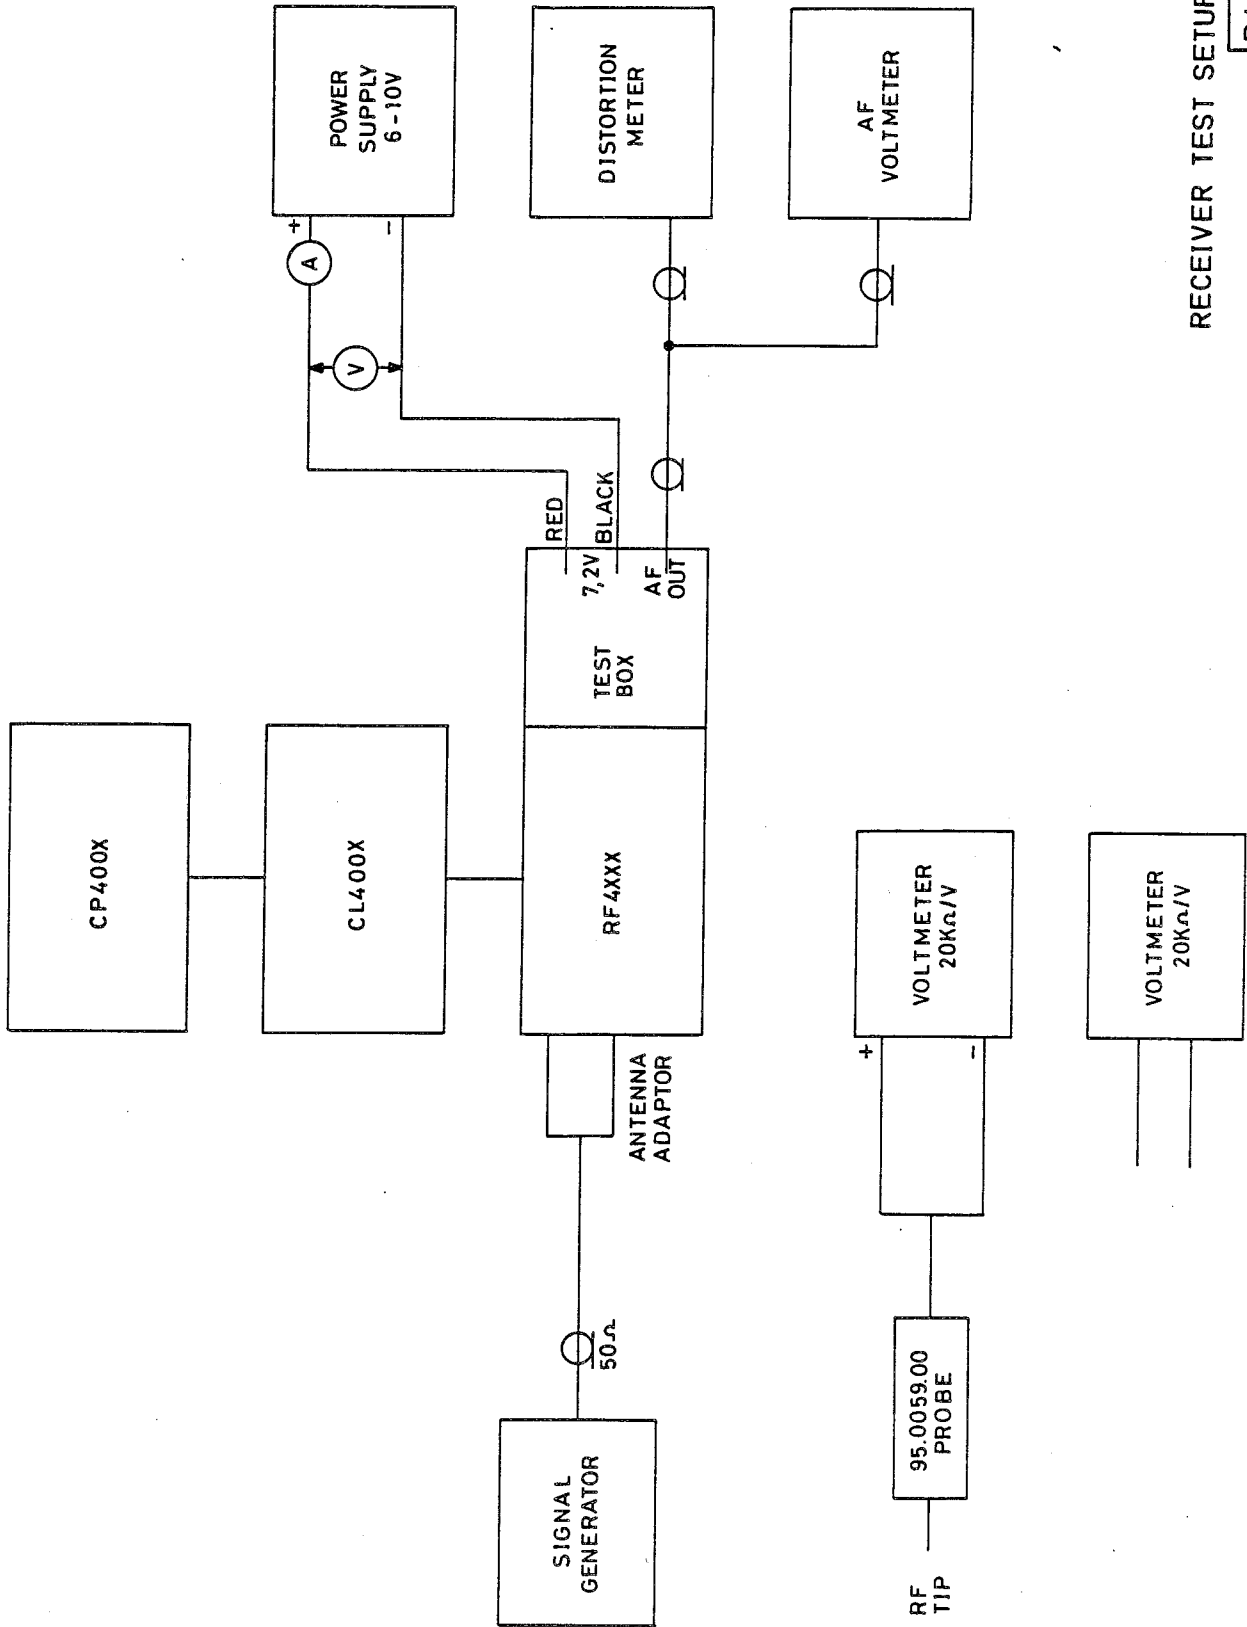 CP400X
CL400X
POWER
SUPPLY
6-10V
+
-
A
V
SIGNAL
GENERATOR
50Ω
ANTENNA
ADAPTOR
RF4XXX
TEST
BOX
7,2V
AF
OUT
RED
BLACK
DISTORTION
METER
AF
VOLTMETER
RF
TIP
95.0059.00
PROBE
+
-
VOLTMETER
20KΩ/V
VOLTMETER
20KΩ/V
RECEIVER TEST SETUP